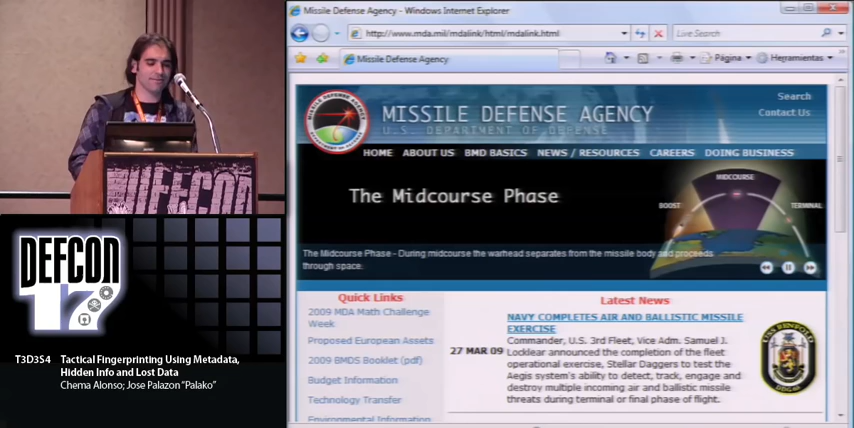 Missile Defense Agency - Windows Internet Explorer
http://www.mda.mil/mdalink/html/mdalink.html
Live Search
Missile Defense Agency
Página
Herramientas
MISSILE DEFENSE AGENCY
U.S. DEPARTMENT OF DEFENSE
Search
Contact Us
HOME ABOUT US BMD BASICS NEWS / RESOURCES CAREERS DOING BUSINESS
The Midcourse Phase
MIDCOURSE
BOOST
TERMINAL
The Midcourse Phase - During midcourse the warhead separates from the missile body and proceeds
through space.
Quick Links
2009 MDA Math Challenge
Week
Proposed European Assets
2009 BMDS Booklet (pdf)
Budget Information
Technology Transfer
Environmental Information
Latest News
27 MAR 09
NAVY COMPLETES AIR AND BALLISTIC MISSILE
EXERCISE
Commander, U.S. 3rd Fleet, Vice Adm. Samuel J.
Locklear announced the completion of the fleet
operational exercise, Stellar Daggers to test the
Aegis system's ability to detect, track, engage and
destroy multiple incoming air and ballistic missile
threats during terminal or final phase of flight.
USS BENFOLD
DEFCON
DEFCON
17
T3D3S4 Tactical Fingerprinting Using Metadata,
Hidden Info and Lost Data
Chema Alonso; Jose Palazon "Palako"